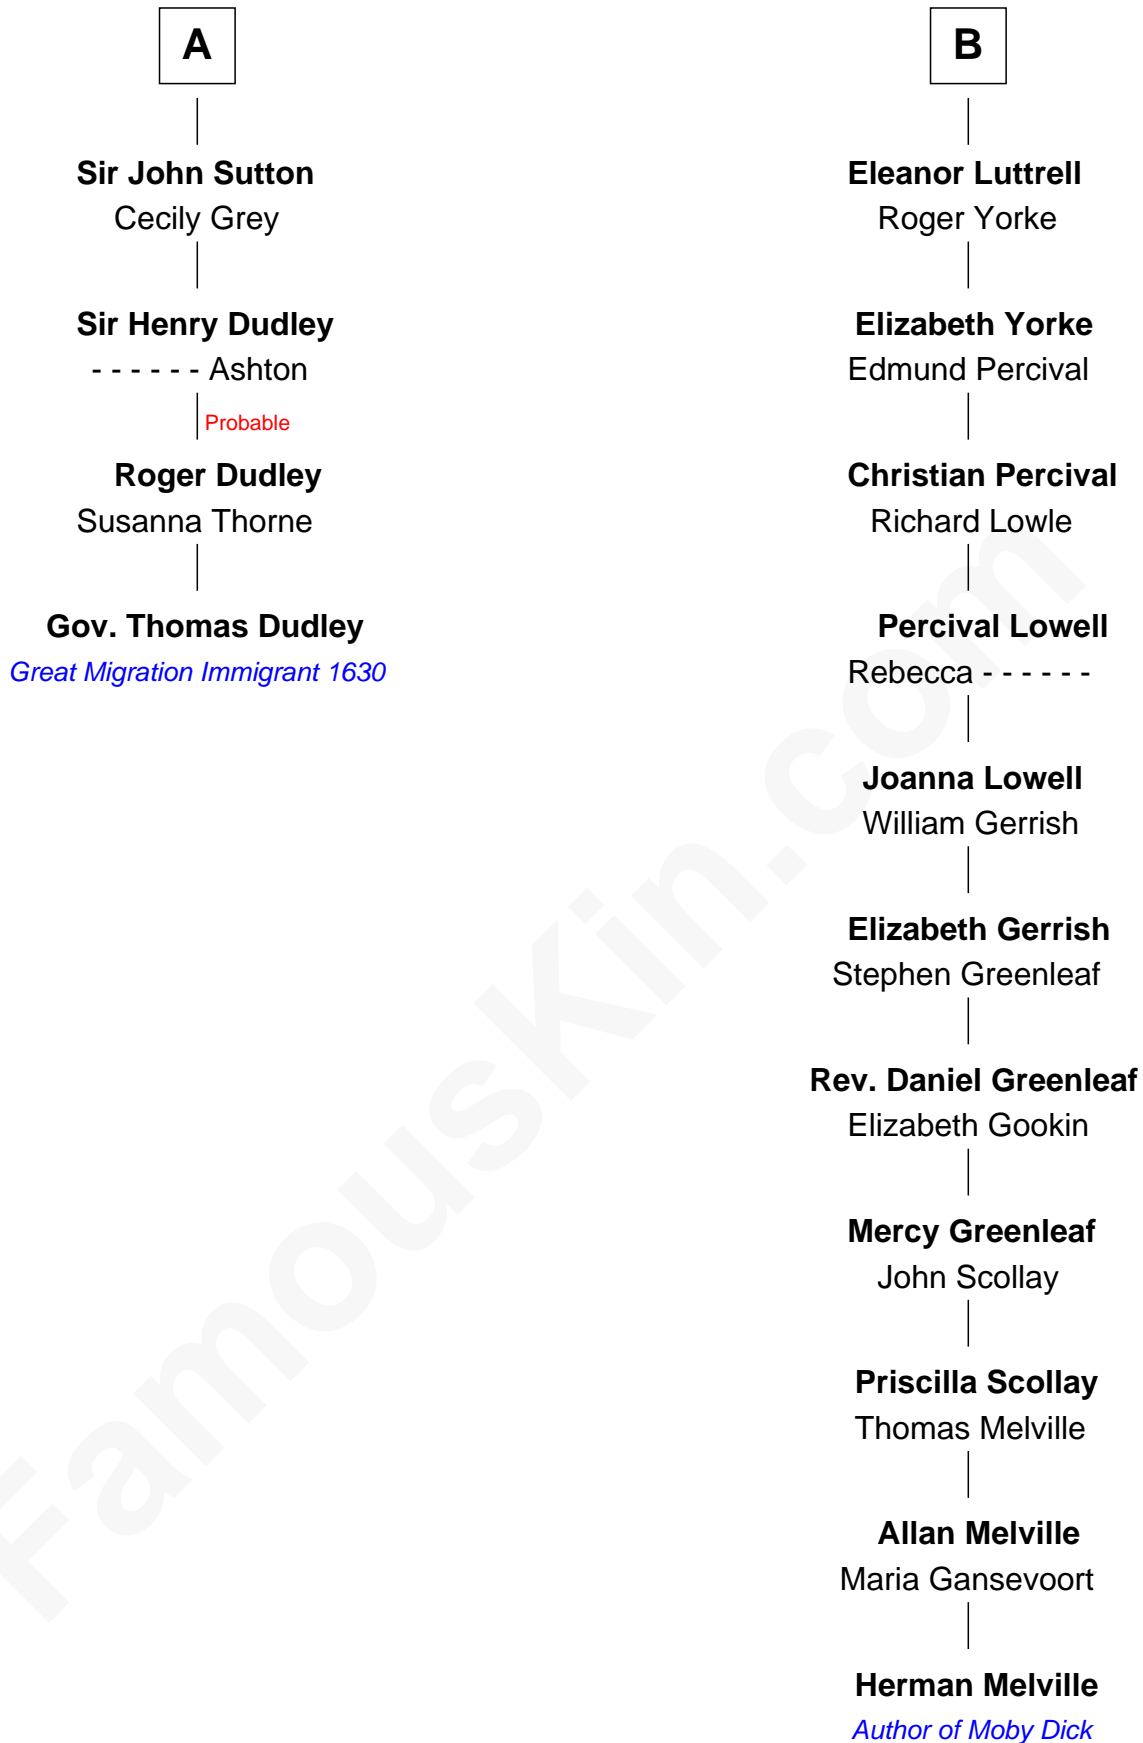 A
Sir John Sutton
Cecily Grey
Sir Henry Dudley
- - - - - - Ashton
Probable
Roger Dudley
Susanna Thorne
Gov. Thomas Dudley
Great Migration Immigrant 1630
B
Eleanor Luttrell
Roger Yorke
Elizabeth Yorke
Edmund Percival
Christian Percival
Richard Lowle
Percival Lowell
Rebecca - - - - - -
Joanna Lowell
William Gerrish
Elizabeth Gerrish
Stephen Greenleaf
Rev. Daniel Greenleaf
Elizabeth Gookin
Mercy Greenleaf
John Scollay
Priscilla Scollay
Thomas Melville
Allan Melville
Maria Gansevoort
Herman Melville
Author of Moby Dick
FamousKin.com